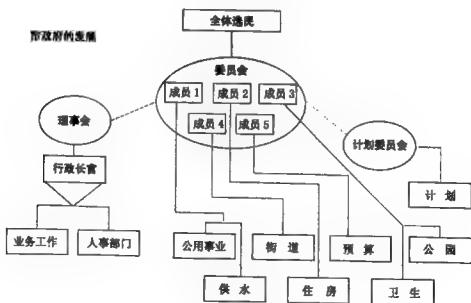 全体选民
市政府的发展
委员会
成员1
成员2
成员3
成员4
成员5
理事会
计划委员会
行政长官
业务工作
人事部门
计划
公用事业
街道
预算
公园
供水
住房
卫生